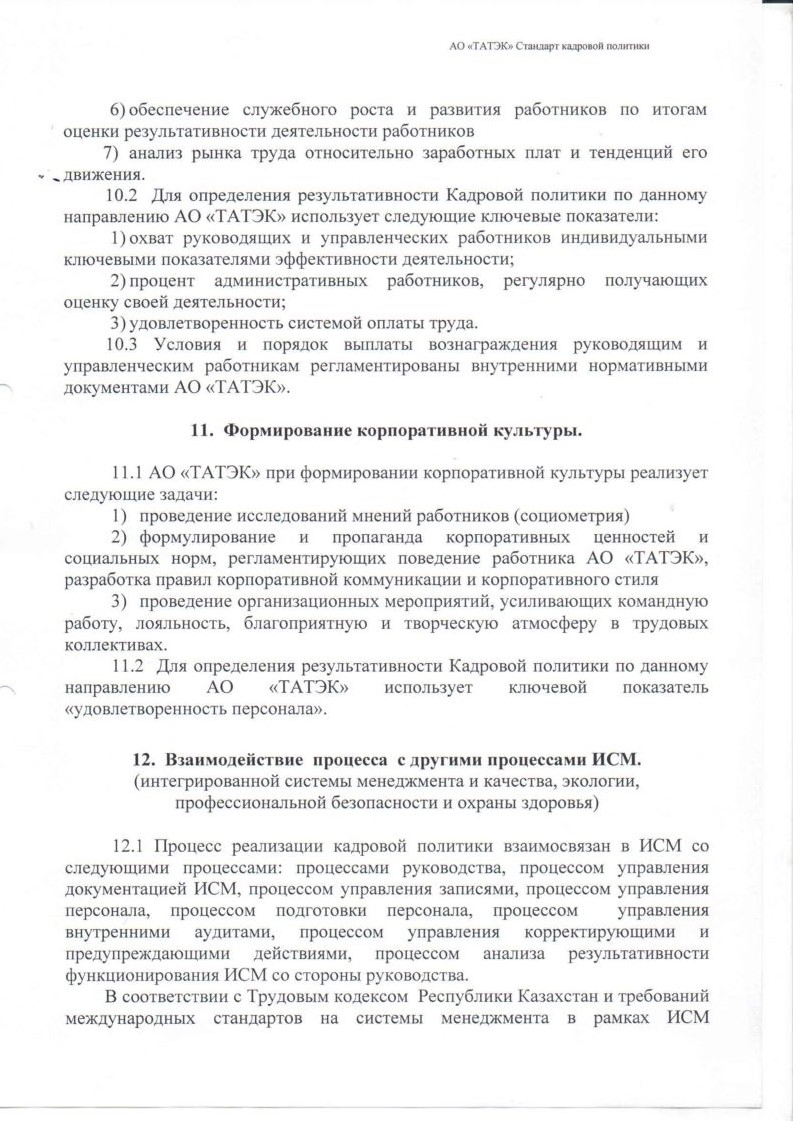 АО «ТАТЭК» Стандарт кадровой политики
6) обеспечение служебного роста и развития работников по итогам
оценки результативности деятельности работников
7) анализ рынка труда относительно заработных плат и тенденций его
движения.
10.2 Для определения результативности Кадровой политики по данному
направлению АО «ТАТЭК» использует следующие ключевые показатели:
1) охват руководящих и управленческих работников индивидуальными
ключевыми показателями эффективности деятельности;
2) процент административных работников, регулярно получающих
оценку своей деятельности;
3) удовлетворенность системой оплаты труда.
10.3 Условия и порядок выплаты вознаграждения руководящим и
управленческим работникам регламентированы внутренними нормативными
документами АО «ТАТЭК».
11. Формирование корпоративной культуры.
11.1 АО «ТАТЭК» при формировании корпоративной культуры реализует
следующие задачи:
1) проведение исследований мнений работников (социометрия)
2) формулирование и пропаганда корпоративных ценностей и
социальных норм, регламентирующих поведение работника АО «ТАТЭК»,
разработка правил корпоративной коммуникации и корпоративного стиля
3) проведение организационных мероприятий, усиливающих командную
работу, лояльность, благоприятную и творческую атмосферу в трудовых
коллективах.
11.2 Для определения результативности Кадровой политики по данному
направлению АО «ТАТЭК» использует ключевой показатель
«удовлетворенность персонала».
12. Взаимодействие процесса с другими процессами ИСМ.
(интегрированной системы менеджмента и качества, экологии,
профессиональной безопасности и охраны здоровья)
12.1 Процесс реализации кадровой политики взаимосвязан в ИСМ со
следующими процессами: процессами руководства, процессом управления
документацией ИСМ, процессом управления записями, процессом управления
персонала, процессом подготовки персонала, процессом управления
внутренними аудитами, процессом управления корректирующими и
предупреждающими действиями, процессом анализа результативности
функционирования ИСМ со стороны руководства.
В соответствии с Трудовым кодексом Республики Казахстан и требований
международных стандартов на системы менеджмента в рамках ИСМ